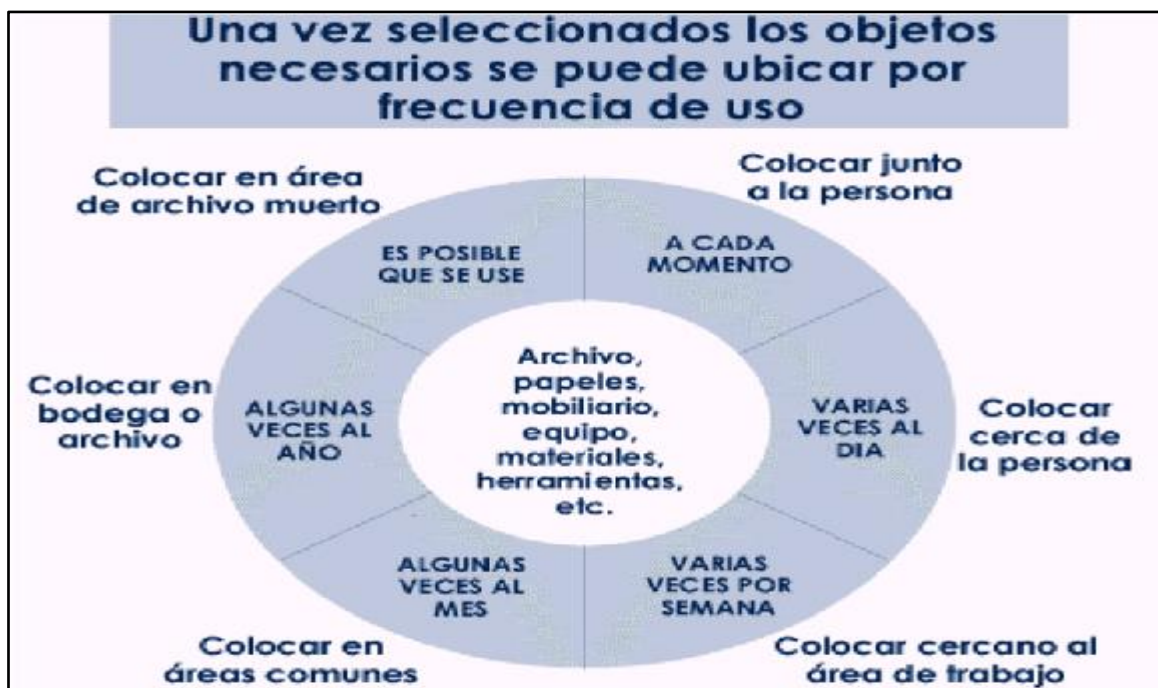 Una vez seleccionados los objetos
necesarios se puede ubicar por
frecuencia de uso
Colocar junto
a la persona
A CADA
MOMENTO
Colocar
cerca de
la persona
VARIAS
VECES AL
DIA
Colocar cercano al
área de trabajo
VARIAS
VECES POR
SEMANA
Colocar en
áreas comunes
ALGUNAS
VECES AL
MES
Colocar en
bodega o
archivo
ALGUNAS
VECES AL
AÑO
Colocar en área
de archivo muerto
ES POSIBLE
QUE SE USE
Archivo,
papeles,
mobiliario,
equipo,
materiales,
herramientas,
etc.